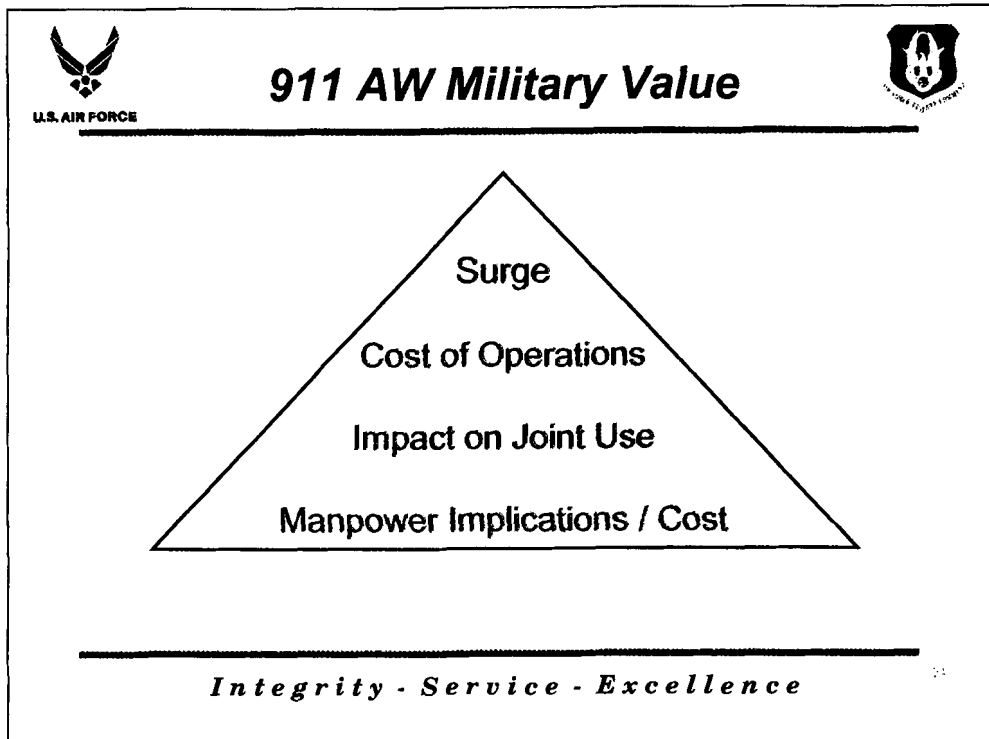 911 AW Military Value
U.S. AIR FORCE
Surge
Cost of Operations
Impact on Joint Use
Manpower Implications / Cost
Integrity - Service - Excellence